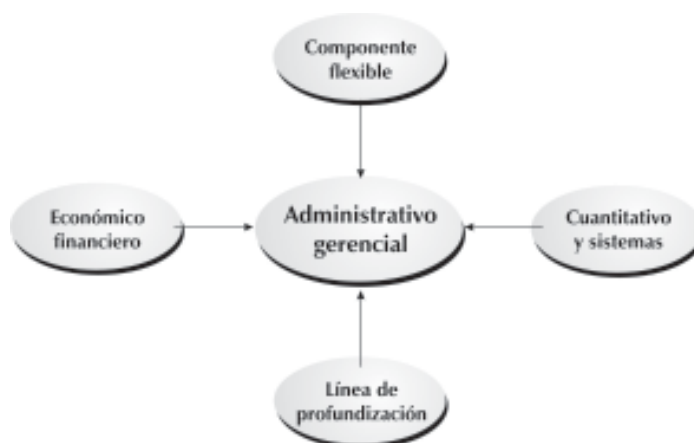 Componente
flexible
Económico
financiero
Administrativo
gerencial
Cuantitativo
y sistemas
Línea de
profundización